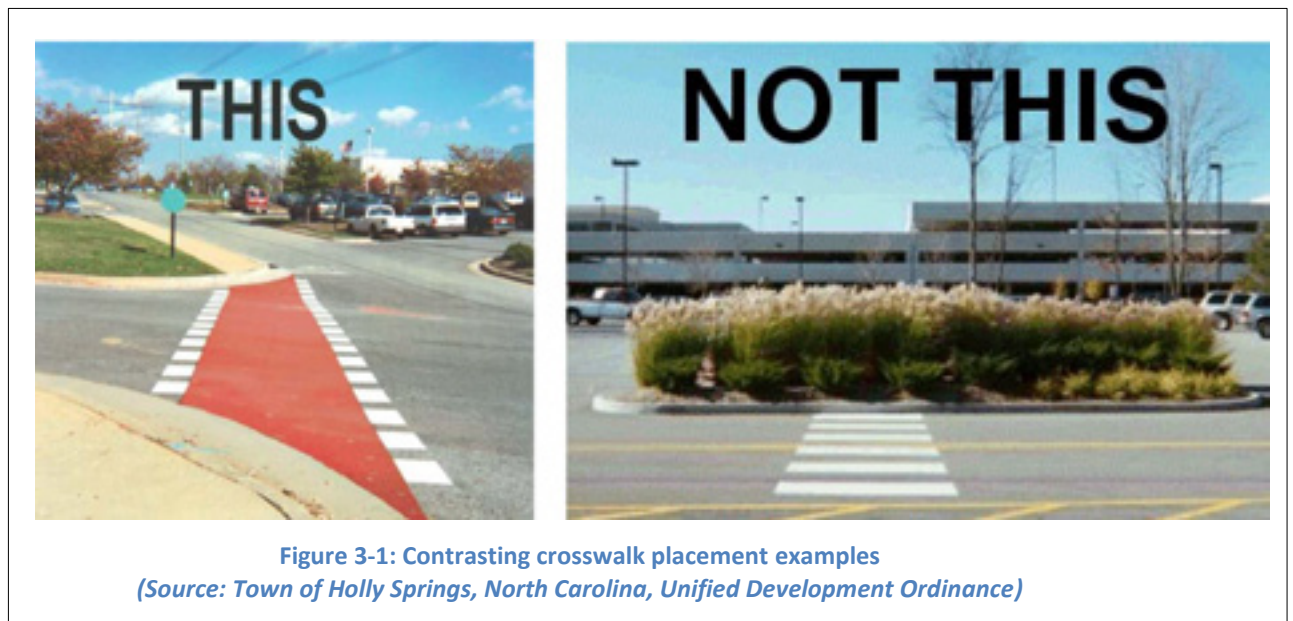 THIS
NOT THIS
Figure 3-1: Contrasting crosswalk placement examples
(Source: Town of Holly Springs, North Carolina, Unified Development Ordinance)